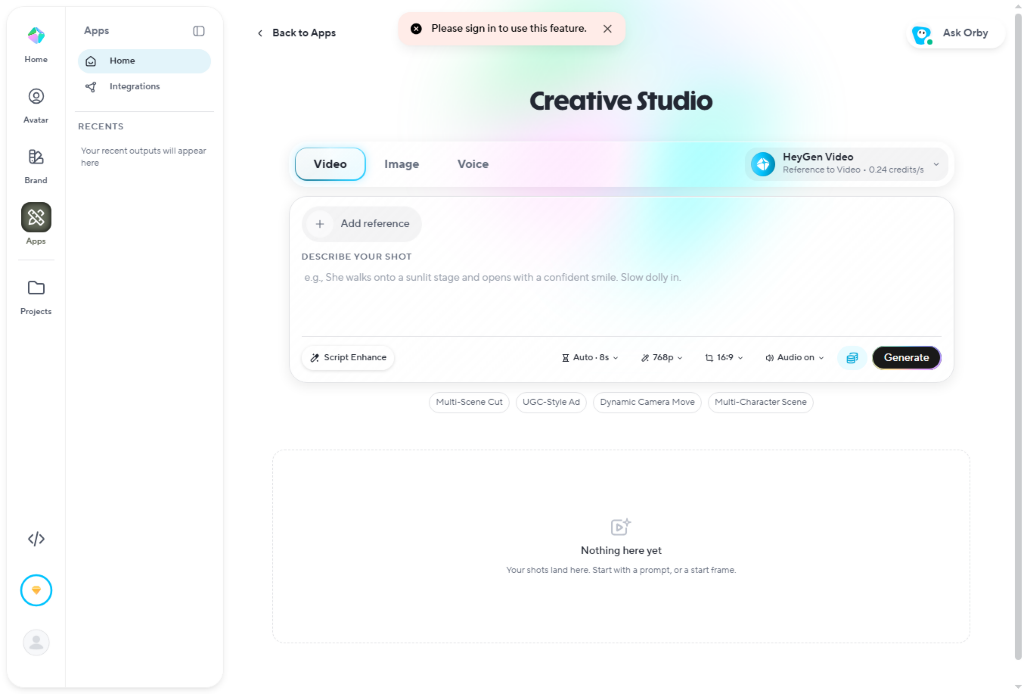 Home
Avatar
Brand
Apps
Projects
Apps
Home
Integrations
RECENTS
Your recent outputs will appear
here
Back to Apps
Please sign in to use this feature.
Ask Orby
Creative Studio
Video
Image
Voice
HeyGen Video
Reference to Video • 0.24 credits/s
Add reference
DESCRIBE YOUR SHOT
e.g., She walks onto a sunlit stage and opens with a confident smile. Slow dolly in.
Script Enhance
Auto · 8s
768p
16:9
Audio on
Generate
Multi-Scene Cut
UGC-Style Ad
Dynamic Camera Move
Multi-Character Scene
Nothing here yet
Your shots land here. Start with a prompt, or a start frame.